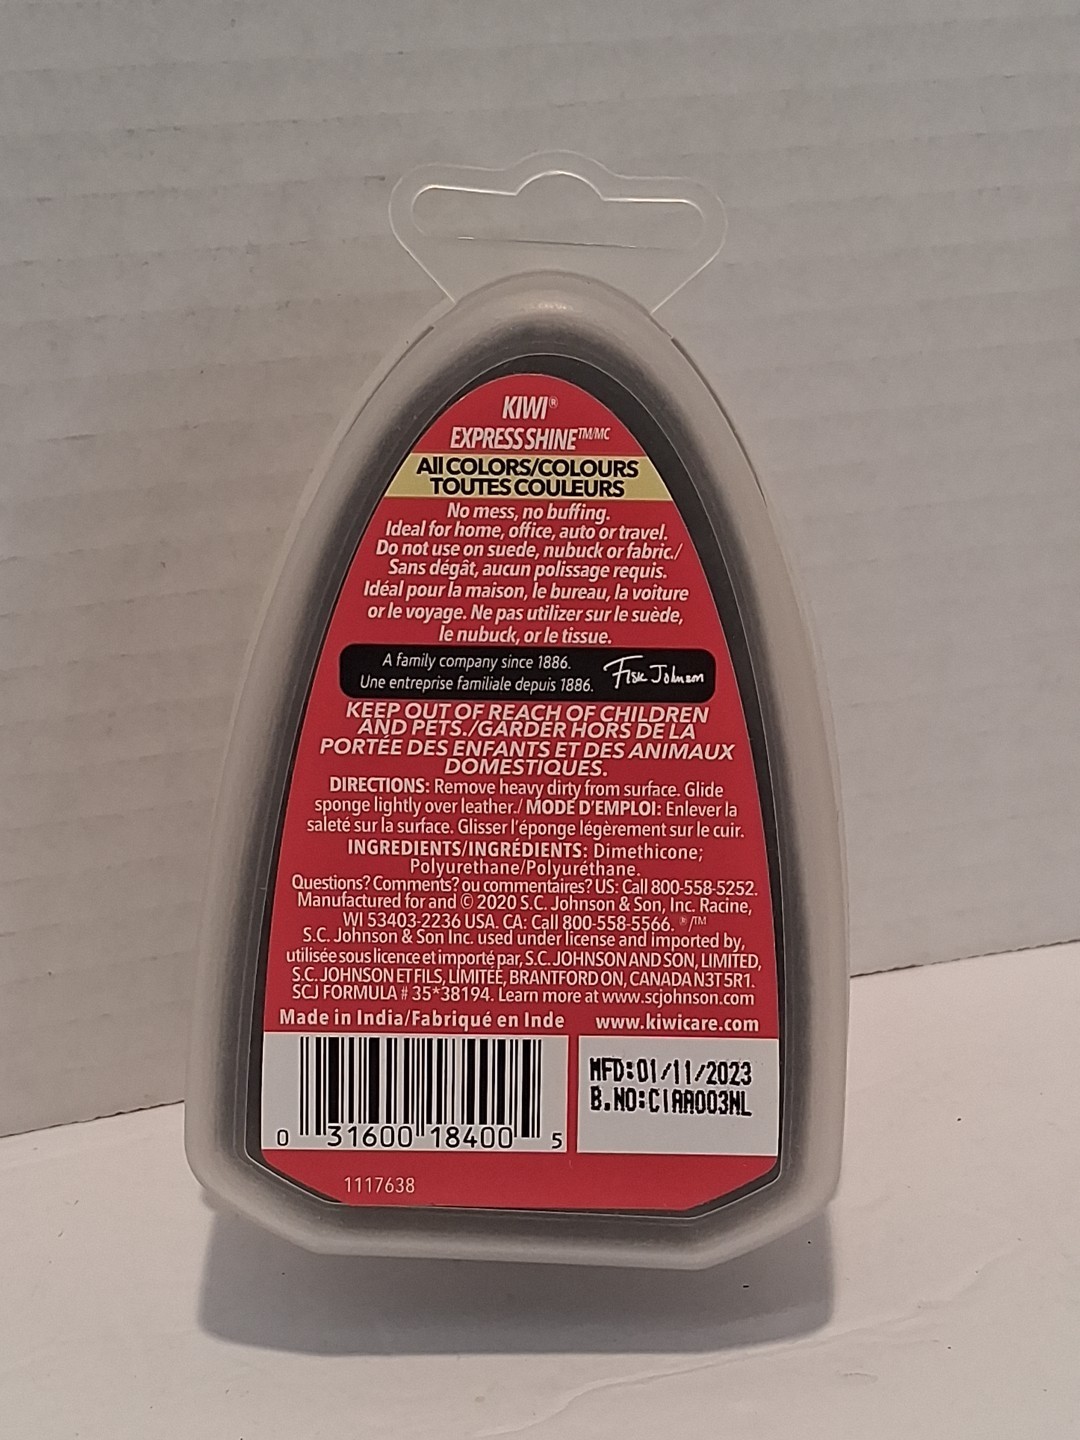 KIWI®
EXPRESS SHINE™/MC
All COLORS/COLOURS
TOUTES COULEURS
No mess, no buffing.
Ideal for home, office, auto or travel.
Do not use on suede, nubuck or fabric./
Sans dégât, aucun polissage requis.
Idéal pour la maison, le bureau, la voiture
or le voyage. Ne pas utilizer sur le suède,
le nubuck, or le tissue.
A family company since 1886.
Une entreprise familiale depuis 1886.
Fisk Johnson
KEEP OUT OF REACH OF CHILDREN
AND PETS./GARDER HORS DE LA
PORTÉE DES ENFANTS ET DES ANIMAUX
DOMESTIQUES.
DIRECTIONS: Remove heavy dirty from surface. Glide
sponge lightly over leather./ MODE D'EMPLOI: Enlever la
saleté sur la surface. Glisser l'éponge légèrement sur le cuir.
INGREDIENTS/INGRÉDIENTS: Dimethicone;
Polyurethane/Polyuréthane.
Questions? Comments? ou commentaires? US: Call 800-558-5252.
Manufactured for and © 2020 S.C. Johnson & Son, Inc. Racine,
WI 53403-2236 USA. CA: Call 800-558-5566. ®/™
S.C. Johnson & Son Inc. used under license and imported by,
utilisée sous licence et importé par, S.C. JOHNSON AND SON, LIMITED,
S.C. JOHNSON ET FILS, LIMITÉE, BRANTFORD ON, CANADA N3T 5R1.
SCJ FORMULA # 35*38194. Learn more at www.scjohnson.com
Made in India/Fabriqué en Inde www.kiwicare.com
MFD:01/11/2023
B.NO:CIAA003NL
0 31600 18400 5
1117638